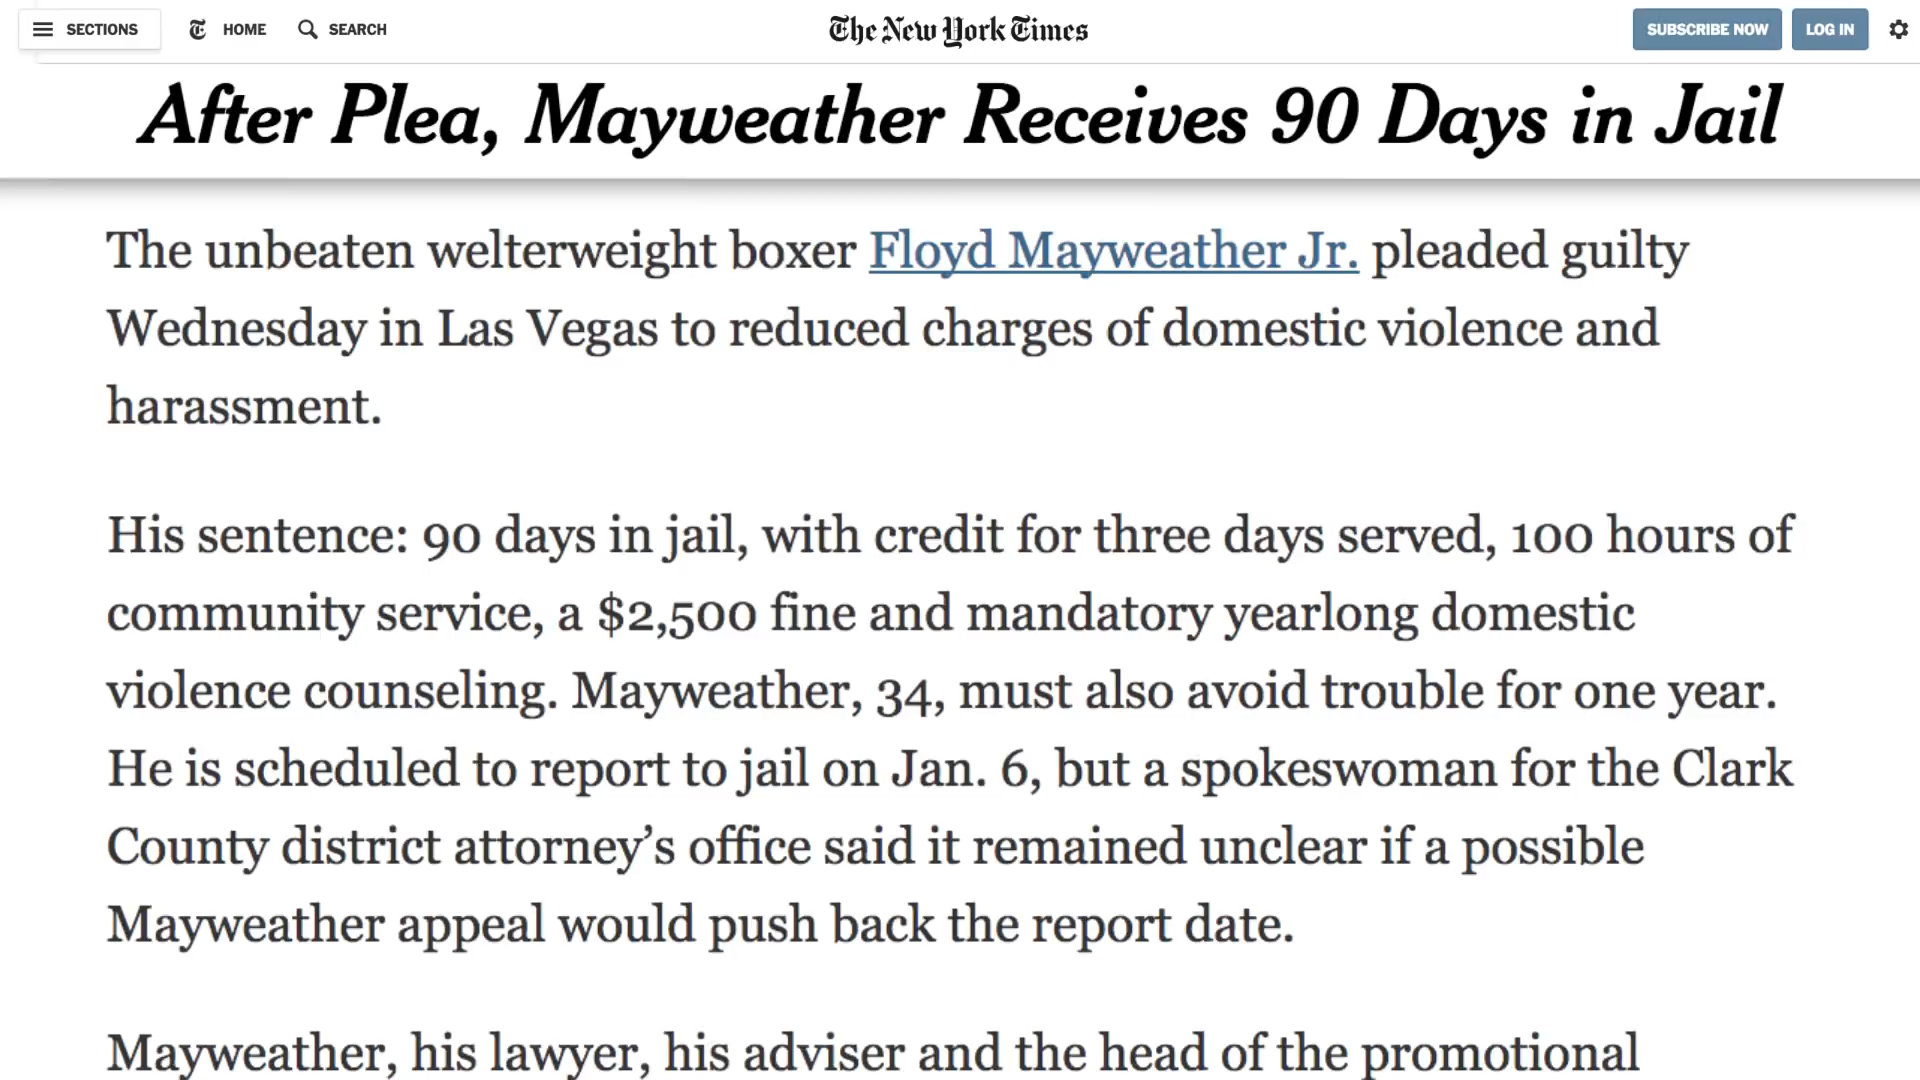 SECTIONS HOME SEARCH The New York Times SUBSCRIBE NOW LOG IN
After Plea, Mayweather Receives 90 Days in Jail
The unbeaten welterweight boxer Floyd Mayweather Jr. pleaded guilty
Wednesday in Las Vegas to reduced charges of domestic violence and
harassment.
His sentence: 90 days in jail, with credit for three days served, 100 hours of
community service, a $2,500 fine and mandatory yearlong domestic
violence counseling. Mayweather, 34, must also avoid trouble for one year.
He is scheduled to report to jail on Jan. 6, but a spokeswoman for the Clark
County district attorney’s office said it remained unclear if a possible
Mayweather appeal would push back the report date.
Mayweather, his lawyer, his adviser and the head of the promotional